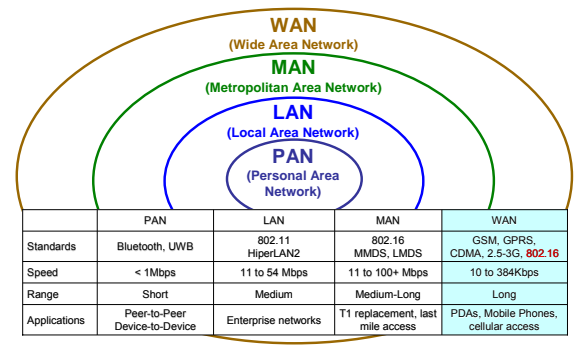 WAN
(Wide Area Network)
MAN
(Metropolitan Area Network)
LAN
(Local Area Network)
PAN
(Personal Area
Network)
PAN LAN MAN WAN
Standards Bluetooth, UWB 802.11 HiperLAN2 802.16 MMDS, LMDS GSM, GPRS, CDMA, 2.5-3G, 802.16
Speed < 1Mbps 11 to 54 Mbps 11 to 100+ Mbps 10 to 384Kbps
Range Short Medium Medium-Long Long
Applications Peer-to-Peer Device-to-Device Enterprise networks T1 replacement, last mile access PDAs, Mobile Phones, cellular access